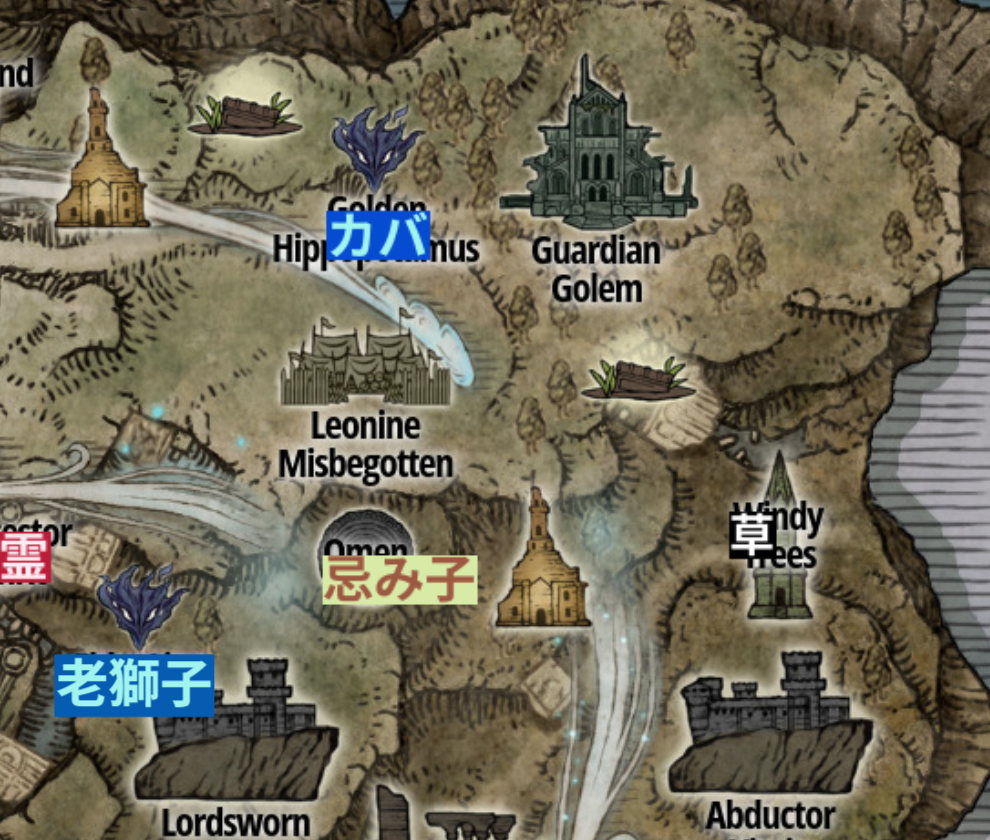 nd
Golden
カバ
Guardian
Golem
Leonine
Misbegotten
Windy
草 Trees
Omen
忌み子
霊
老獅子
Lordsworn
Abductor